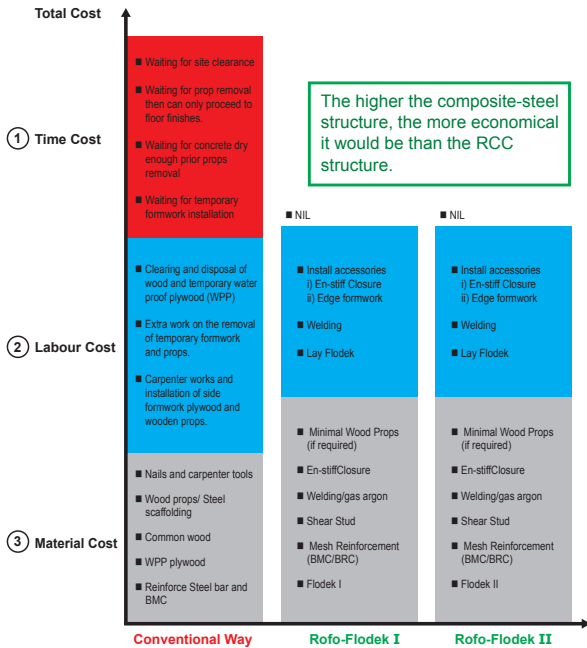 Total Cost
1 Time Cost
■ Waiting for site clearance
■ Waiting for prop removal
then can only proceed to
floor finishes.
■ Waiting for concrete dry
enough prior props
removal
■ Waiting for temporary
formwork installation
The higher the composite-steel
structure, the more economical
it would be than the RCC
structure.
■ NIL
■ NIL
2 Labour Cost
■ Clearing and disposal of
wood and temporary water
proof plywood (WPP)
■ Extra work on the removal
of temporary formwork
and props.
■ Carpenter works and
installation of side
formwork plywood and
wooden props.
■ Install accessories
i) En-stiff Closure
ii) Edge formwork
■ Welding
■ Lay Flodek
■ Install accessories
i) En-stiff Closure
ii) Edge formwork
■ Welding
■ Lay Flodek
3 Material Cost
■ Nails and carpenter tools
■ Wood props/ Steel
scaffolding
■ Common wood
■ WPP plywood
■ Reinforce Steel bar and
BMC
■ Minimal Wood Props
(if required)
■ En-stiffClosure
■ Welding/gas argon
■ Shear Stud
■ Mesh Reinforcement
(BMC/BRC)
■ Flodek I
■ Minimal Wood Props
(if required)
■ En-stiffClosure
■ Welding/gas argon
■ Shear Stud
■ Mesh Reinforcement
(BMC/BRC)
■ Flodek II
Conventional Way
Rofo-Flodek I
Rofo-Flodek II